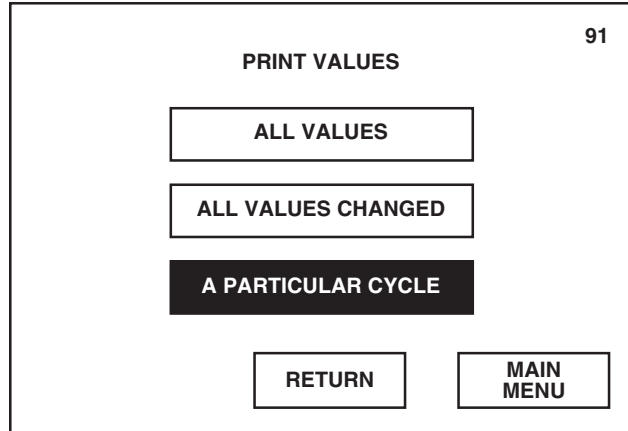 91
PRINT VALUES
ALL VALUES
ALL VALUES CHANGED
A PARTICULAR CYCLE
RETURN
MAIN
MENU